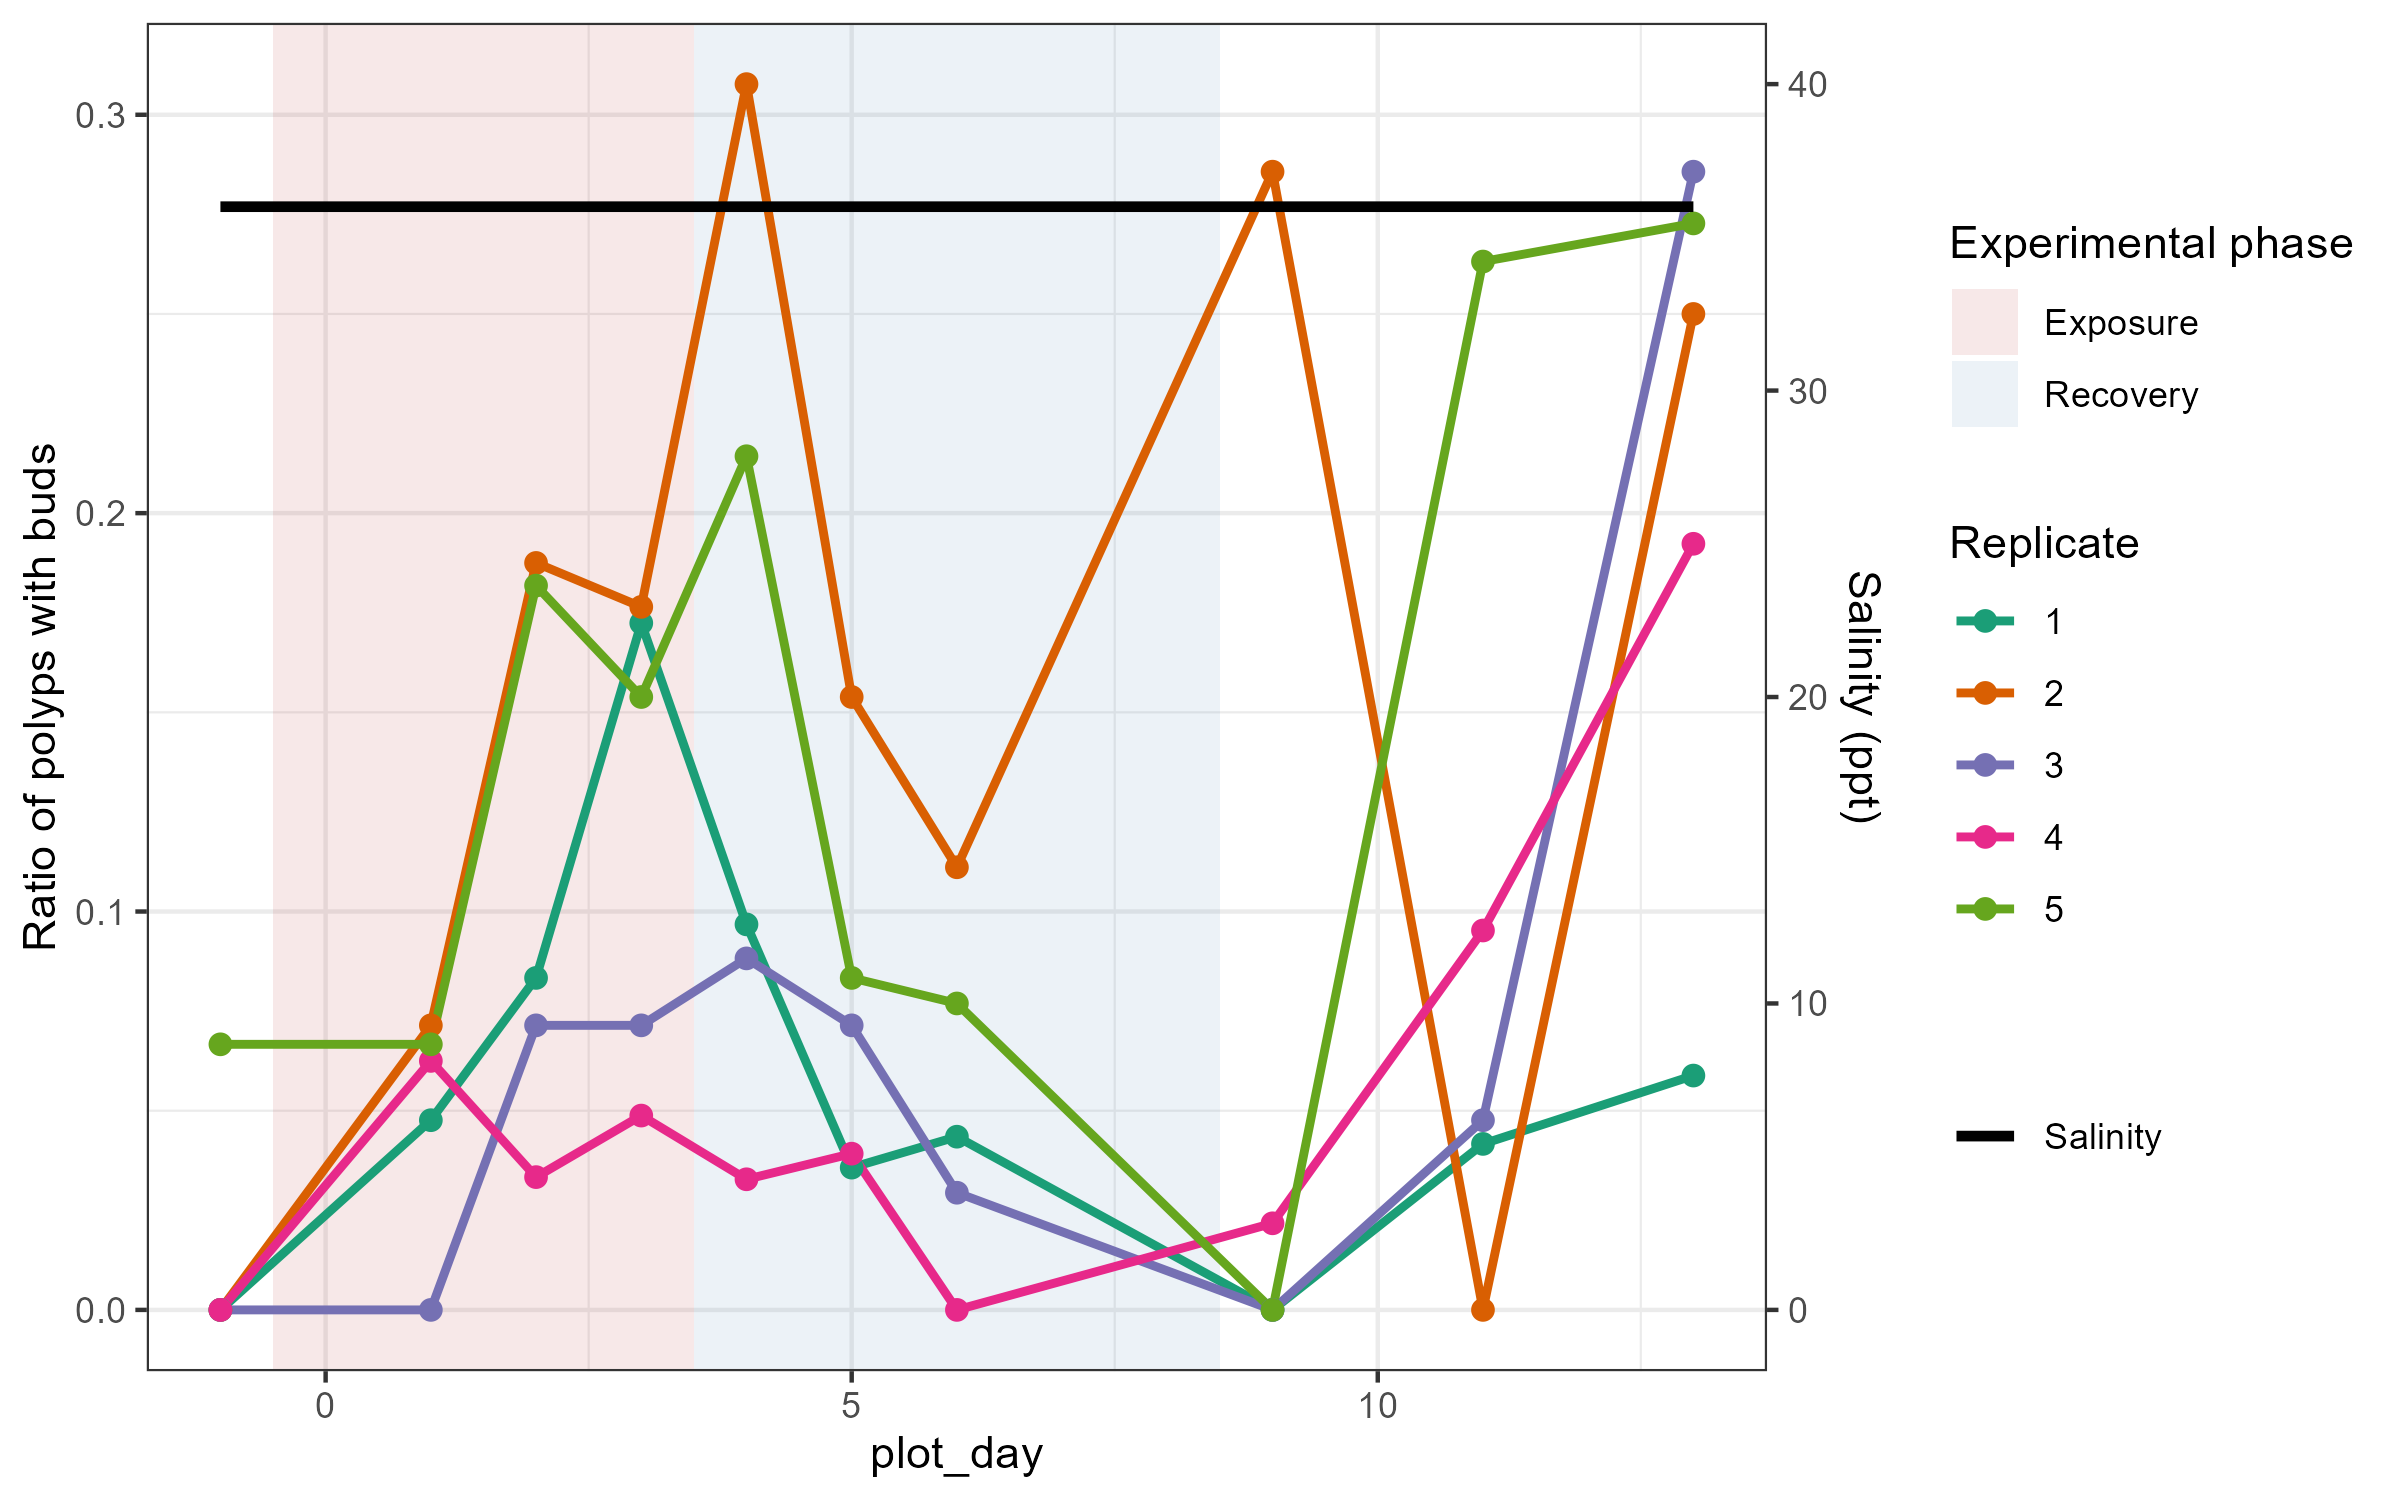 Ratio of polyps with buds
0.3
0.2
0.1
0.0
0
5
10
plot_day
40
30
20
10
0
Salinity (ppt)
Experimental phase
Exposure
Recovery
Replicate
1
2
3
4
5
Salinity